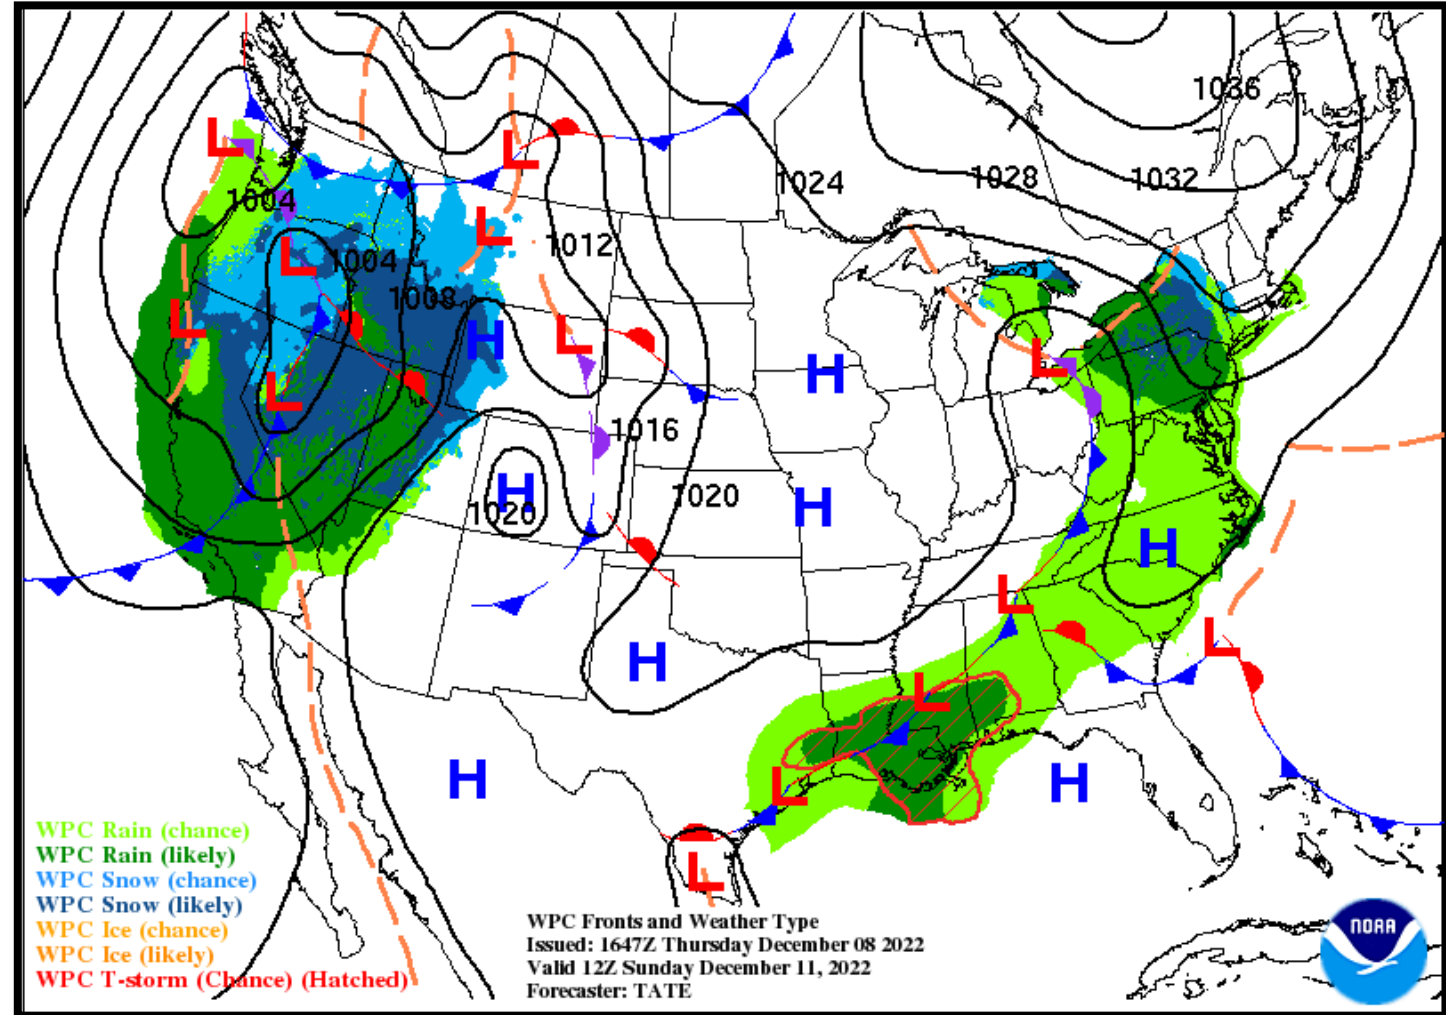 1036
1024
1028
1032
1004
1012
1004
1008
H
H
1016
H
1020
H
1020
H
H
H
H
L
L
L
L
L
L
L
L
L
L
L
L
L
WPC Rain (chance)
WPC Rain (likely)
WPC Snow (chance)
WPC Snow (likely)
WPC Ice (chance)
WPC Ice (likely)
WPC T-storm (Chance) (Hatched)
WPC Fronts and Weather Type
Issued: 1647Z Thursday December 08 2022
Valid 12Z Sunday December 11, 2022
Forecaster: TATE
NOAA